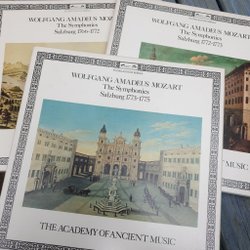 WOLFGANG AMADEUS MOZART
The Symphonies
Salzburg 1766-1772
WOLFGANG AMADEUS MOZART
The Symphonies
Salzburg 1772-1773
MUSIC
WOLFGANG AMADEUS MOZART
The Symphonies
Salzburg 1773-1775
THE ACADEMY OF ANCIENT MUSIC